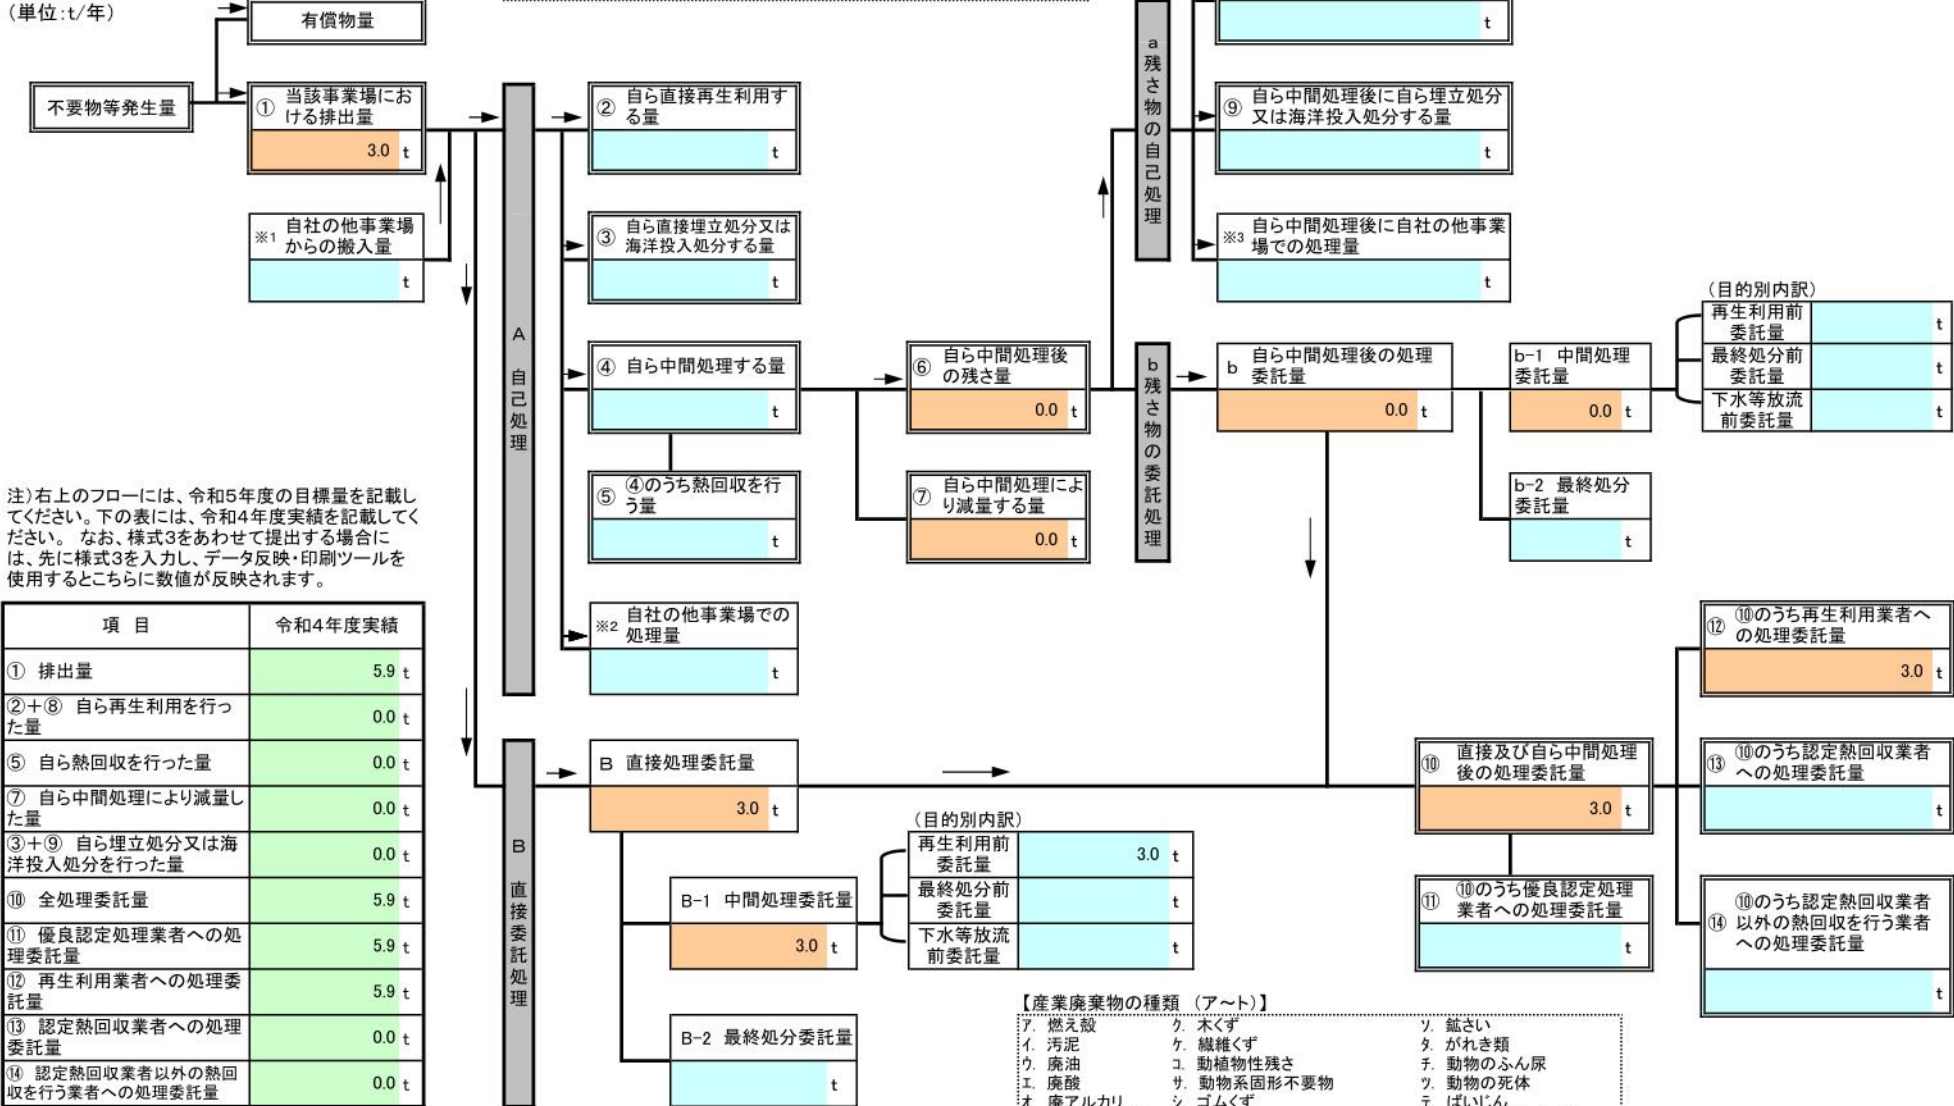 (単位:t/年)
有償物量
t
不要物等発生量
① 当該事業場にお
ける排出量
3.0 t
※1 自社の他事業場
からの搬入量
t
A 自己処理
② 自ら直接再生利用す
る量
t
③ 自ら直接埋立処分又は
海洋投入処分する量
t
④ 自ら中間処理する量
t
⑤ ④のうち熱回収を行
う量
t
※2 自社の他事業場での
処理量
t
⑥ 自ら中間処理後
の残さ量
0.0 t
⑦ 自ら中間処理によ
り減量する量
0.0 t
a 残さ物の自己処理
⑨ 自ら中間処理後に自ら埋立処分
又は海洋投入処分する量
t
※3 自ら中間処理後に自社の他事業
場での処理量
t
b 残さ物の委託処理
b 自ら中間処理後の処理
委託量
0.0 t
b-1 中間処理
委託量
0.0 t
(目的別内訳)
再生利用前
委託量
t
最終処分前
委託量
t
下水等放流
前委託量
t
b-2 最終処分
委託量
t
注)右上のフローには、令和5年度の目標量を記載し
てください。下の表には、令和4年度実績を記載してく
ださい。 なお、様式3をあわせて提出する場合に
は、先に様式3を入力し、データ反映・印刷ツールを
使用するとこちらに数値が反映されます。
項 目 令和4年度実績
① 排出量 5.9 t
②+⑧ 自ら再生利用を行っ
た量 0.0 t
⑤ 自ら熱回収を行った量 0.0 t
⑦ 自ら中間処理により減量し
た量 0.0 t
③+⑨ 自ら埋立処分又は海
洋投入処分を行った量 0.0 t
⑩ 全処理委託量 5.9 t
⑪ 優良認定処理業者への処
理委託量 5.9 t
⑫ 再生利用業者への処理委
託量 5.9 t
⑬ 認定熱回収業者への処理
委託量 0.0 t
⑭ 認定熱回収業者以外の熱回
収を行う業者への処理委託量 0.0 t
B 直接委託処理
B 直接処理委託量
3.0 t
B-1 中間処理委託量
3.0 t
(目的別内訳)
再生利用前
委託量 3.0 t
最終処分前
委託量 t
下水等放流
前委託量 t
B-2 最終処分委託量
t
⑩ 直接及び自ら中間処理
後の処理委託量
3.0 t
⑪ ⑩のうち優良認定処理
業者への処理委託量
t
⑫ ⑩のうち再生利用業者へ
の処理委託量
3.0 t
⑬ ⑩のうち認定熱回収業者
への処理委託量
t
⑭ ⑩のうち認定熱回収業者
以外の熱回収を行う業者
への処理委託量
t
【産業廃棄物の種類 (ア〜ト)】
ア. 燃え殻 ク. 木くず ソ. 鉱さい
イ. 汚泥 ケ. 繊維くず タ. がれき類
ウ. 廃油 コ. 動植物性残さ チ. 動物のふん尿
エ. 廃酸 サ. 動物系固形不要物 ツ. 動物の死体
オ. 廃アルカリ シ. ゴムくず テ. ばいじん